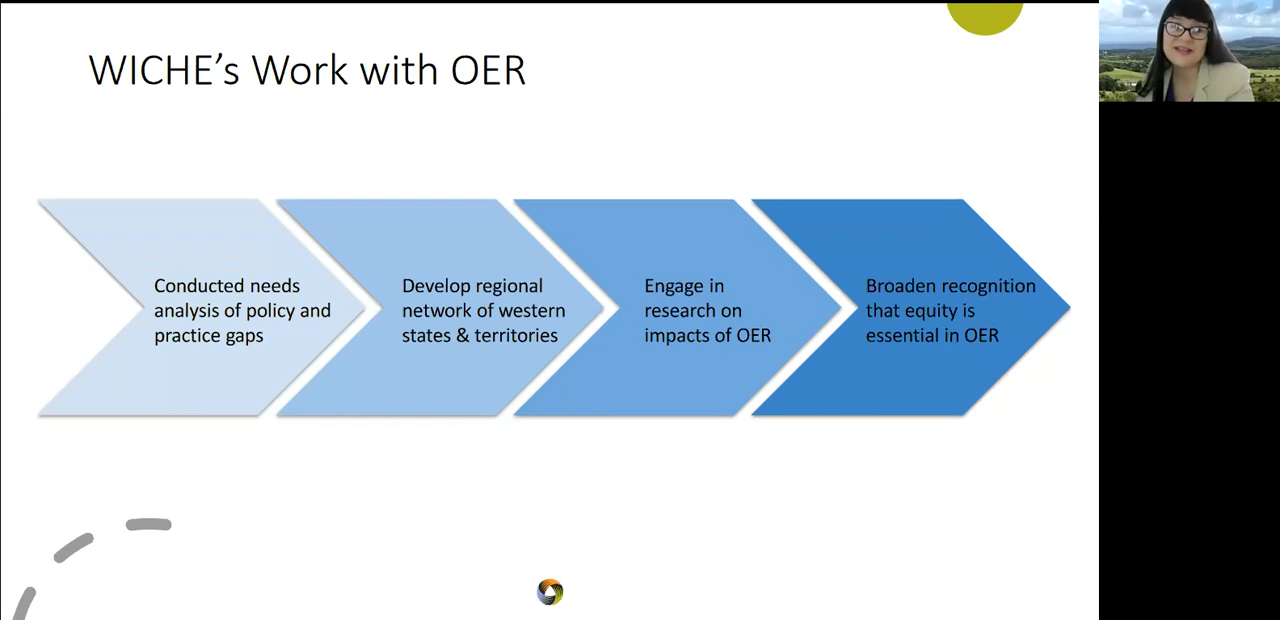 WICHE’s Work with OER
Conducted needs
analysis of policy and
practice gaps
Develop regional
network of western
states & territories
Engage in
research on
impacts of OER
Broaden recognition
that equity is
essential in OER